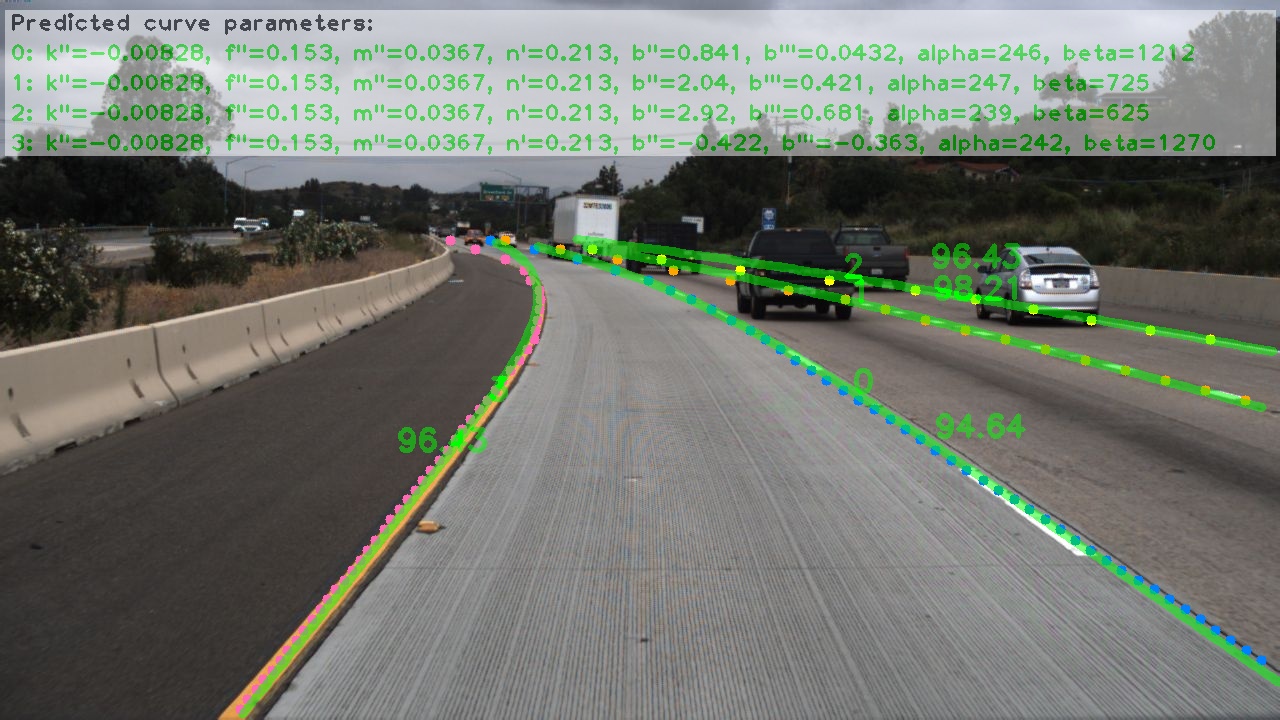 Predicted curve parameters:
0: k''=-0.00828, f''=0.153, m''=0.0367, n'=0.213, b''=0.841, b'''=0.0432, alpha=246, beta=1212
1: k''=-0.00828, f''=0.153, m''=0.0367, n'=0.213, b''=2.04, b'''=0.421, alpha=247, beta=725
2: k''=-0.00828, f''=0.153, m''=0.0367, n'=0.213, b''=2.92, b'''=0.681, alpha=239, beta=625
3: k''=-0.00828, f''=0.153, m''=0.0367, n'=0.213, b''=-0.422, b'''=-0.363, alpha=242, beta=1270
2
96.43
1
98.21
0
94.64
96.43